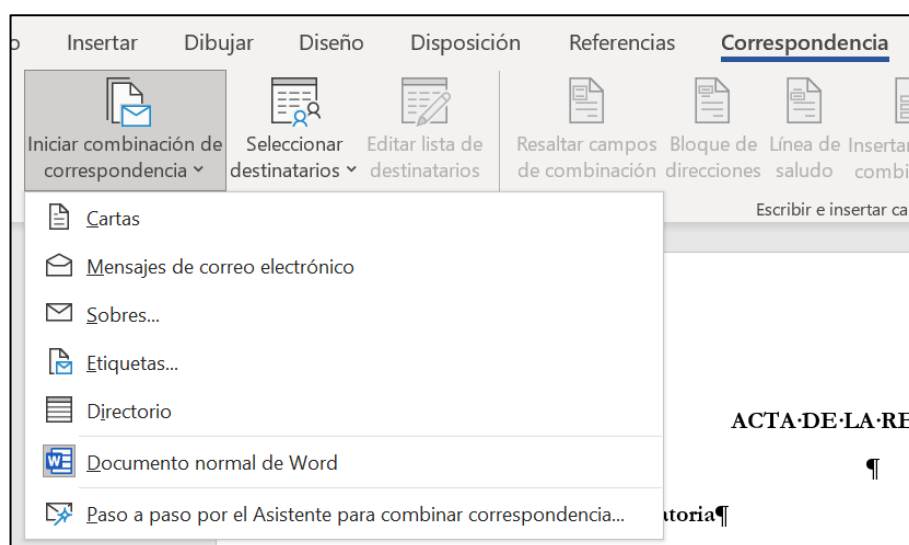 Insertar Dibujar Diseño Disposición Referencias Correspondencia
Iniciar combinación de correspondencia
Seleccionar destinatarios
Editar lista de destinatarios
Resaltar campos de combinación
Bloque de direcciones
Línea de saludo
Insertar
Escribir e insertar
Cartas
Mensajes de correo electrónico
Sobres...
Etiquetas...
Directorio
Documento normal de Word
Paso a paso por el Asistente para combinar correspondencia...
ACTA·DE·LA·RE
¶
atoria¶